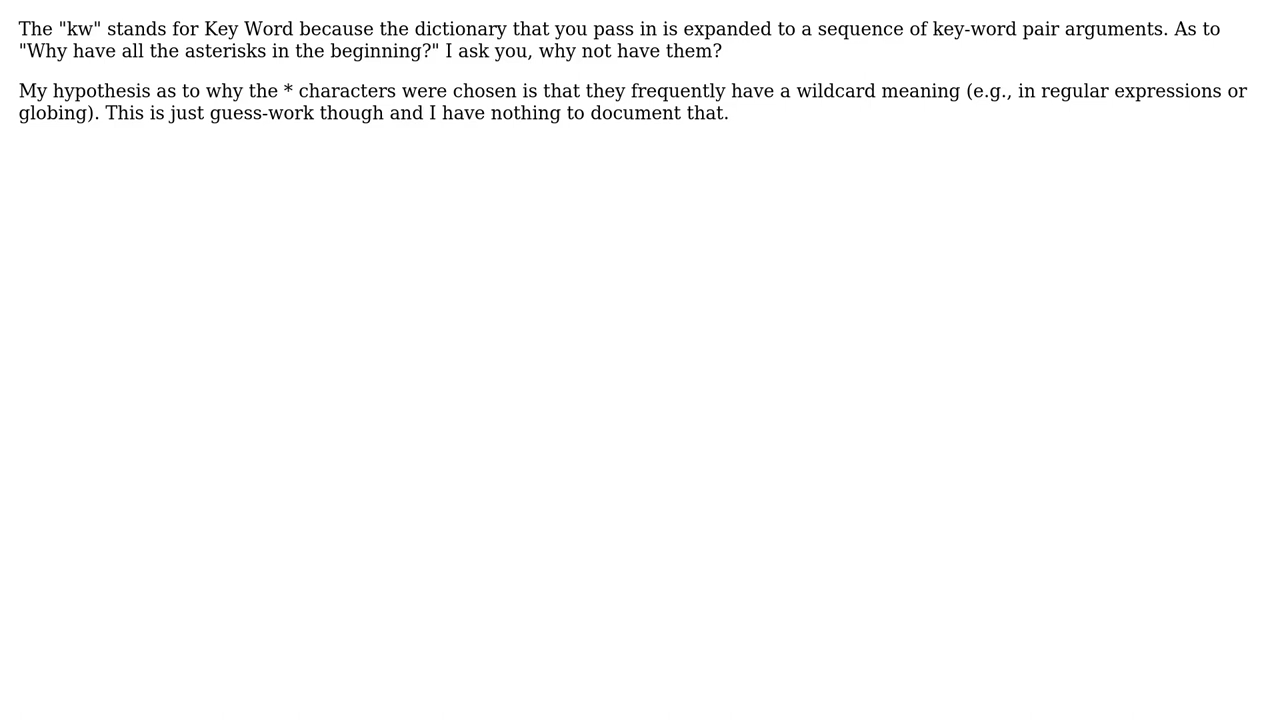 The "kw" stands for Key Word because the dictionary that you pass in is expanded to a sequence of key-word pair arguments. As to
"Why have all the asterisks in the beginning?" I ask you, why not have them?
My hypothesis as to why the * characters were chosen is that they frequently have a wildcard meaning (e.g., in regular expressions or
globing). This is just guess-work though and I have nothing to document that.